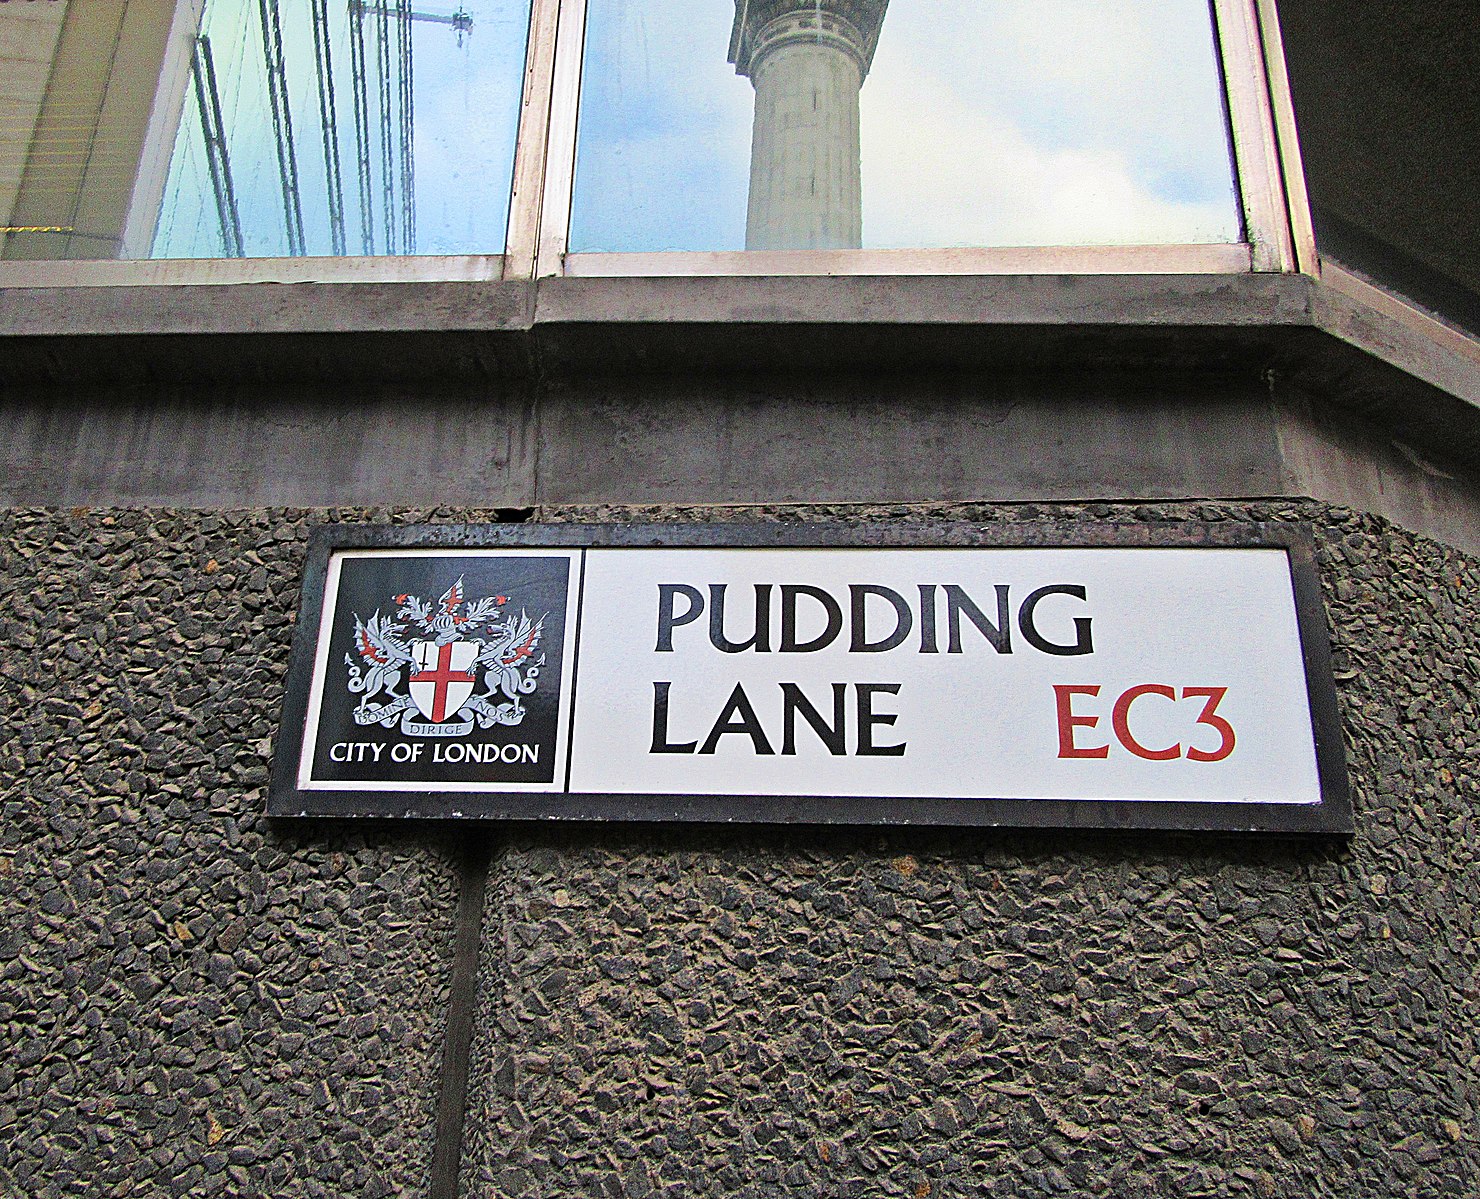 DOMINE DIRIGE NOS
CITY OF LONDON
PUDDING
LANE EC3